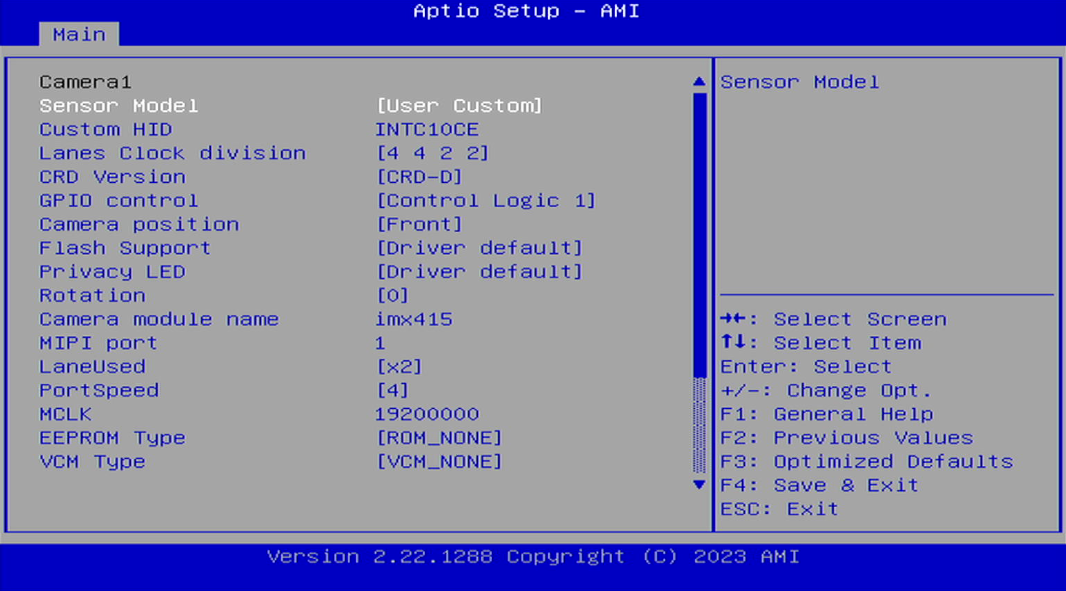 Aptio Setup - AMI
Main
Camera1
Sensor Model [User Custom]
Custom HID INTC10CE
Lanes Clock division [4 4 2 2]
CRD Version [CRD-D]
GPIO control [Control Logic 1]
Camera position [Front]
Flash Support [Driver default]
Privacy LED [Driver default]
Rotation [0]
Camera module name imx415
MIPI port 1
LaneUsed [x2]
PortSpeed [4]
MCLK 19200000
EEPROM Type [ROM_NONE]
VCM Type [VCM_NONE]
Sensor Model
→←: Select Screen
↑↓: Select Item
Enter: Select
+/-: Change Opt.
F1: General Help
F2: Previous Values
F3: Optimized Defaults
F4: Save & Exit
ESC: Exit
Version 2.22.1288 Copyright (C) 2023 AMI